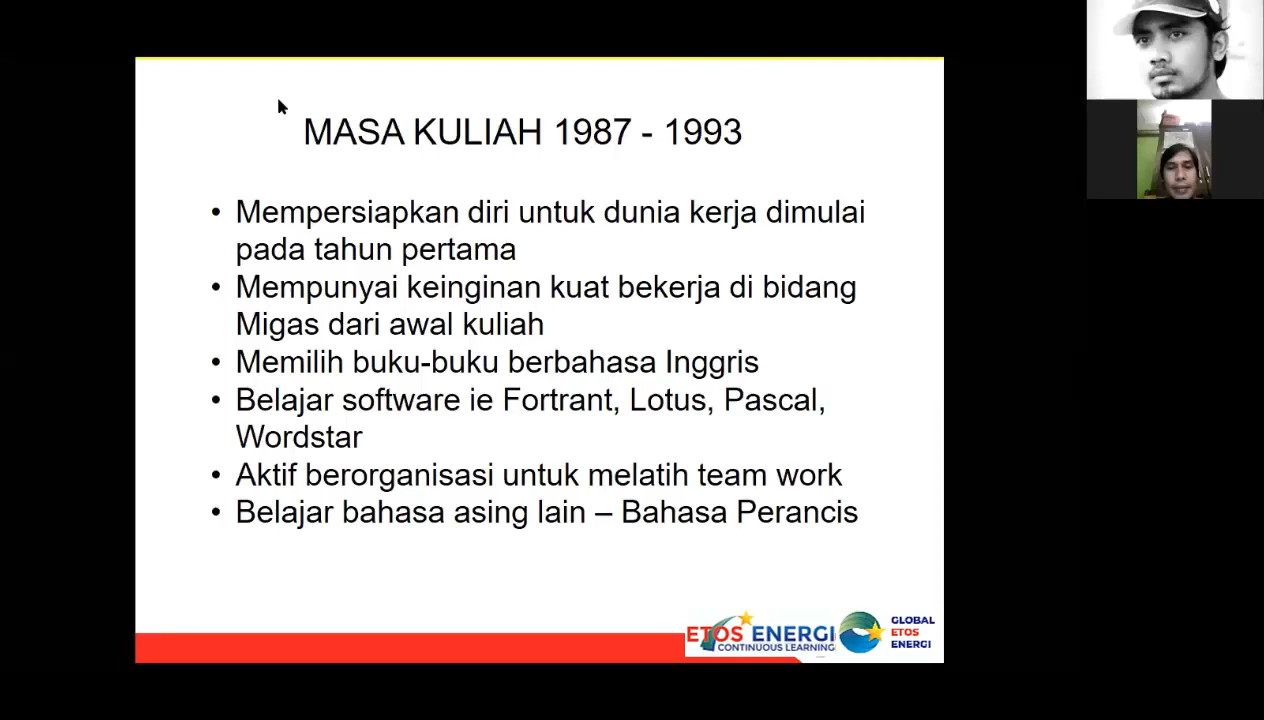 MASA KULIAH 1987 - 1993
• Mempersiapkan diri untuk dunia kerja dimulai
pada tahun pertama
• Mempunyai keinginan kuat bekerja di bidang
Migas dari awal kuliah
• Memilih buku-buku berbahasa Inggris
• Belajar software ie Fortrant, Lotus, Pascal,
Wordstar
• Aktif berorganisasi untuk melatih team work
• Belajar bahasa asing lain – Bahasa Perancis
ETOS ENERGI
CONTINUOUS LEARNING
GLOBAL
ETOS
ENERGI